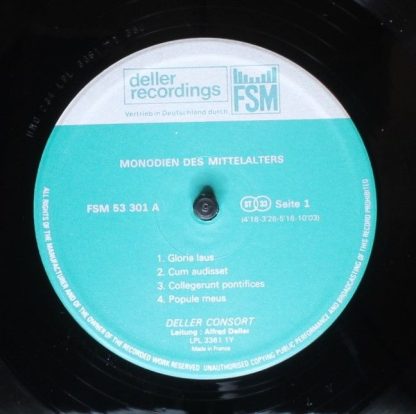 deller
recordings
FSM
Vertrieb in Deutschland durch
MONODIEN DES MITTELALTERS
FSM 53 301 A
ST 33 Seite 1
(4'18-3'26-5'16-10'03)
1. Gloria laus
2. Cum audisset
3. Collegerunt pontifices
4. Popule meus
DELLER CONSORT
Leitung : Alfred Deller
LPL 3361 1Y
Made in France
ALL RIGHTS OF THE MANUFACTURER AND OF THE OWNER OF THE RECORDED WORK RESERVED UNAUTHORISED COPYING PUBLIC PERFORMANCE AND BROADCASTING OF THIS RECORD PROHIBITED